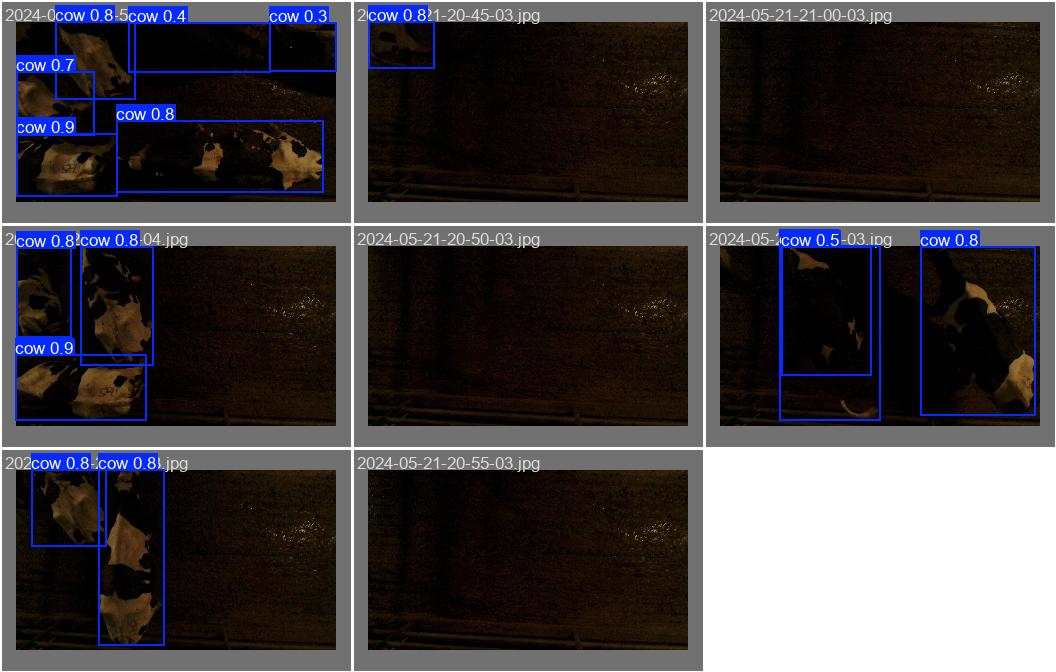 2024-0
cow 0.8
-5
cow 0.4
cow 0.3
cow 0.7
cow 0.9
cow 0.8
cow 0.8
21-20-45-03.jpg
2024-05-21-21-00-03.jpg
cow 0.8
cow 0.8
-04.jpg
cow 0.9
2024-05-21-20-50-03.jpg
2024-05-2
cow 0.5
-03.jpg
cow 0.8
202
cow 0.8
cow 0.8
.jpg
2024-05-21-20-55-03.jpg